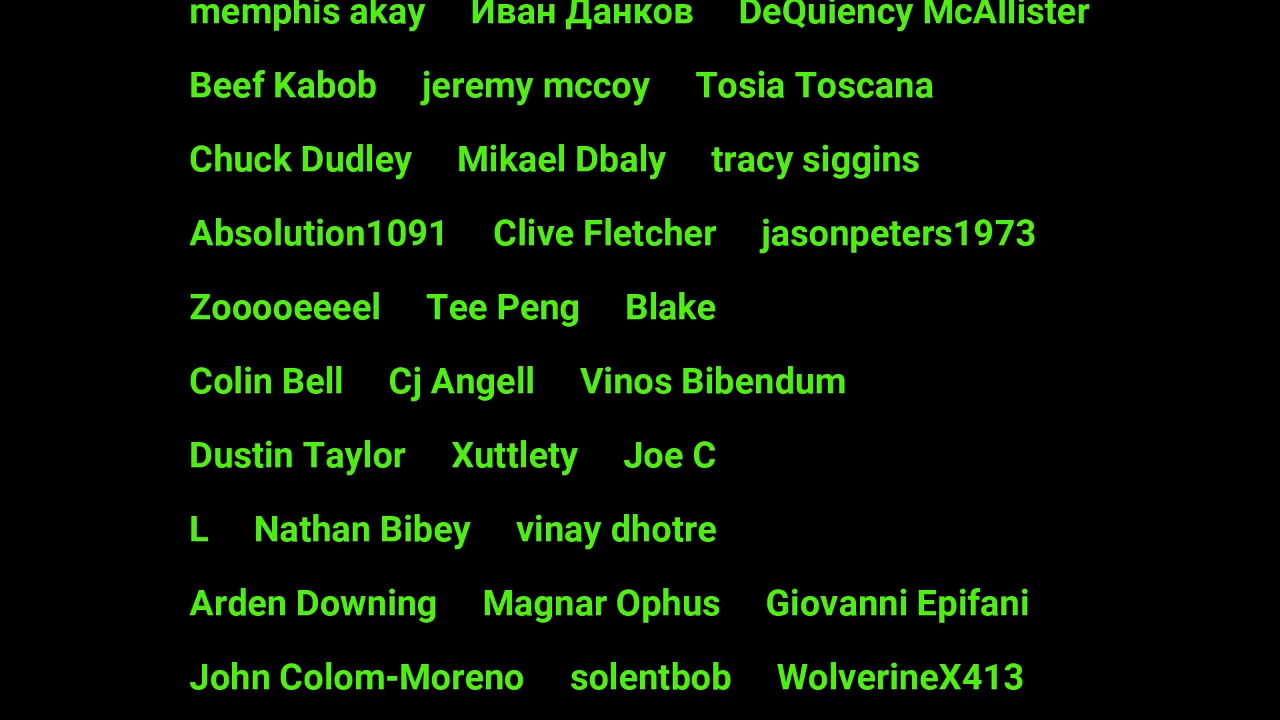 memphis akay Иван Данков DeQuiency McAllister
Beef Kabob jeremy mccoy Tosia Toscana
Chuck Dudley Mikael Dbaly tracy siggins
Absolution1091 Clive Fletcher jasonpeters1973
Zooooeeeel Tee Peng Blake
Colin Bell Cj Angell Vinos Bibendum
Dustin Taylor Xuttlety Joe C
L Nathan Bibey vinay dhotre
Arden Downing Magnar Ophus Giovanni Epifani
John Colom-Moreno solentbob WolverineX413